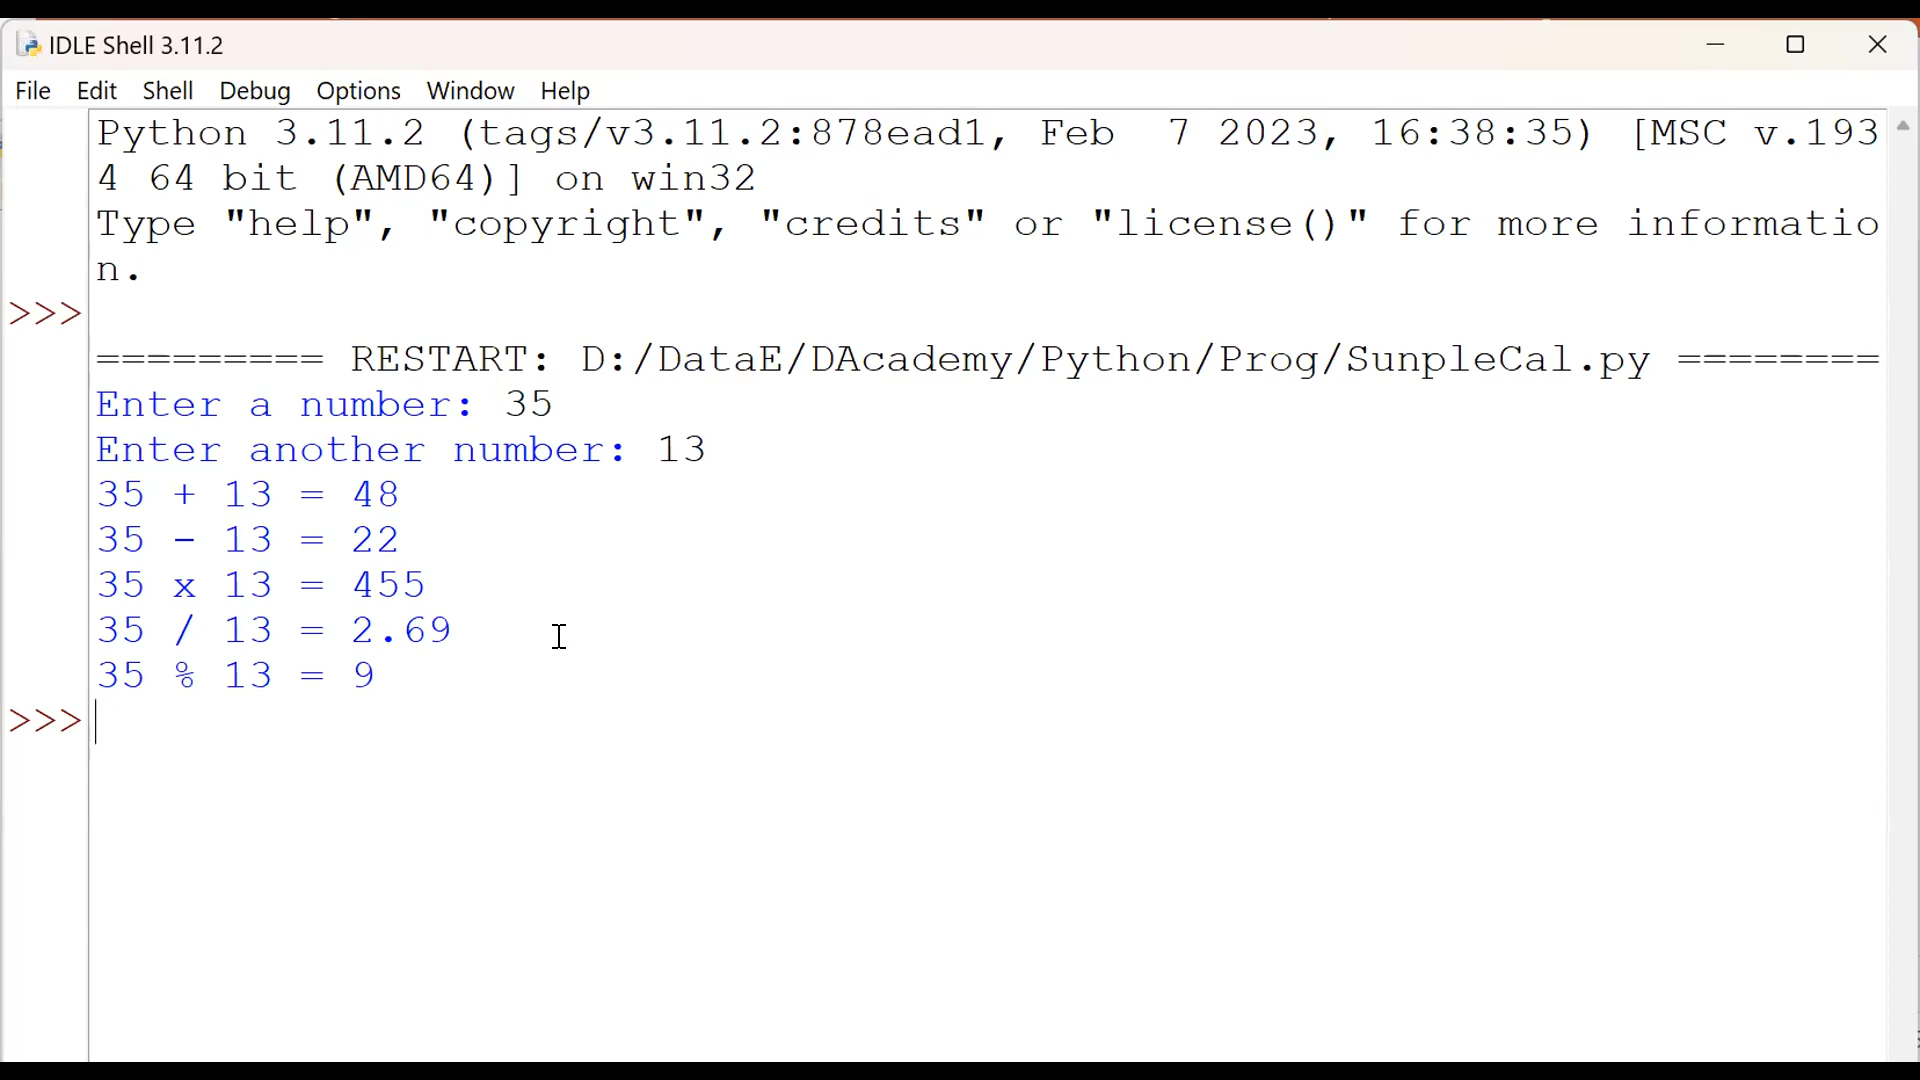 IDLE Shell 3.11.2
File Edit Shell Debug Options Window Help
Python 3.11.2 (tags/v3.11.2:878ead1, Feb  7 2023, 16:38:35) [MSC v.193
4 64 bit (AMD64)] on win32
Type "help", "copyright", "credits" or "license()" for more informatio
n.
>>>
========= RESTART: D:/DataE/DAcademy/Python/Prog/SunpleCal.py ========
Enter a number: 35
Enter another number: 13
35 + 13 = 48
35 - 13 = 22
35 x 13 = 455
35 / 13 = 2.69
35 % 13 = 9
>>>